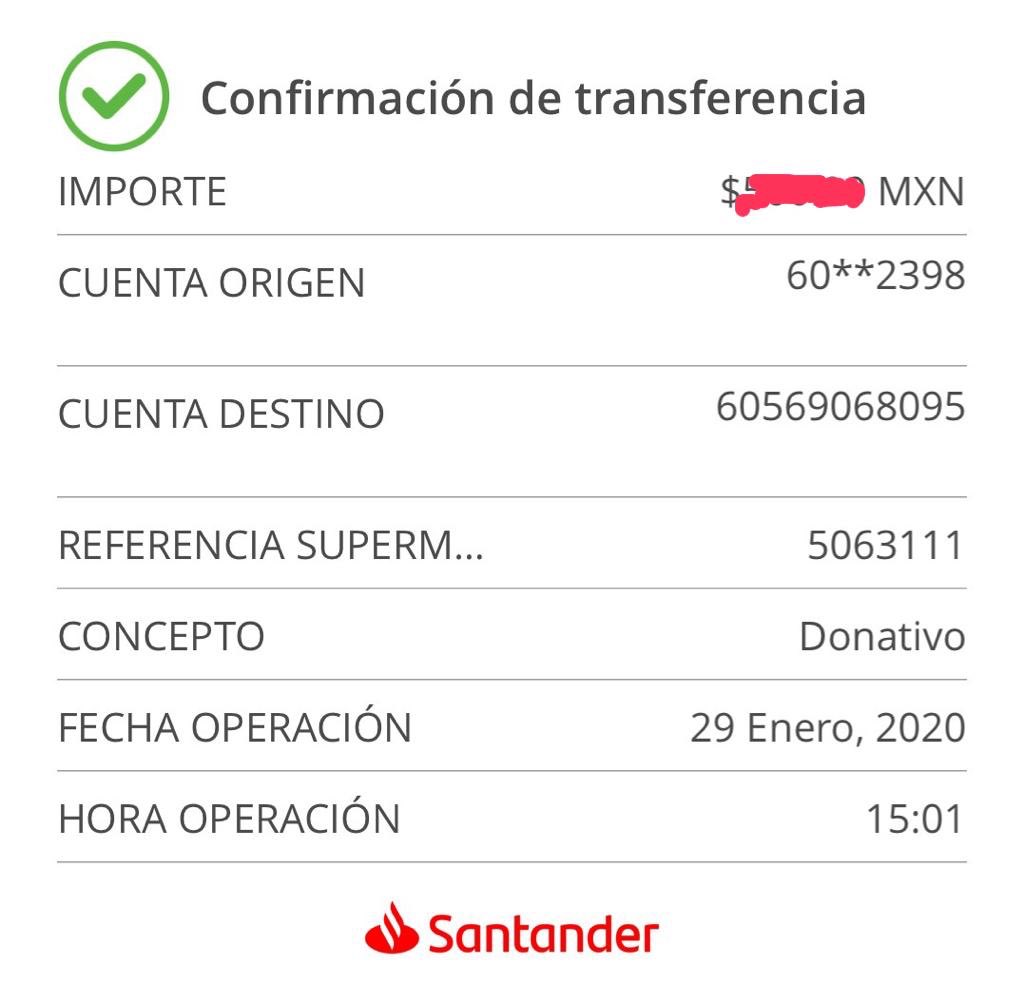 Confirmación de transferencia
IMPORTE $ MXN
CUENTA ORIGEN 60**2398
CUENTA DESTINO 60569068095
REFERENCIA SUPERM... 5063111
CONCEPTO Donativo
FECHA OPERACIÓN 29 Enero, 2020
HORA OPERACIÓN 15:01
Santander